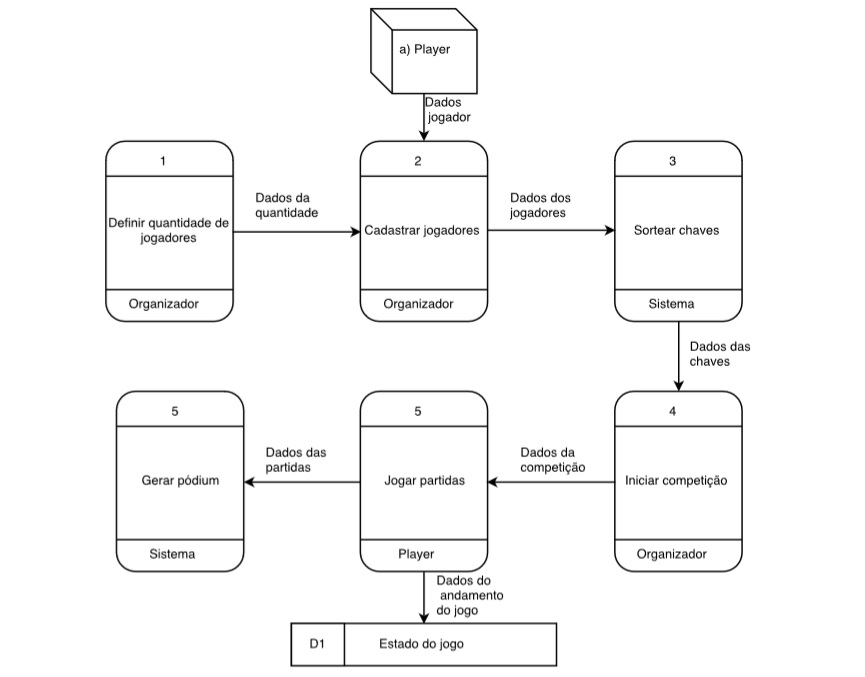 a) Player
Dados
jogador
1
Definir quantidade de
jogadores
Organizador
Dados da
quantidade
2
Cadastrar jogadores
Organizador
Dados dos
jogadores
3
Sortear chaves
Sistema
Dados das
chaves
4
Iniciar competição
Organizador
Dados da
competição
5
Jogar partidas
Player
Dados das
partidas
5
Gerar pódium
Sistema
Dados do
andamento
do jogo
D1
Estado do jogo